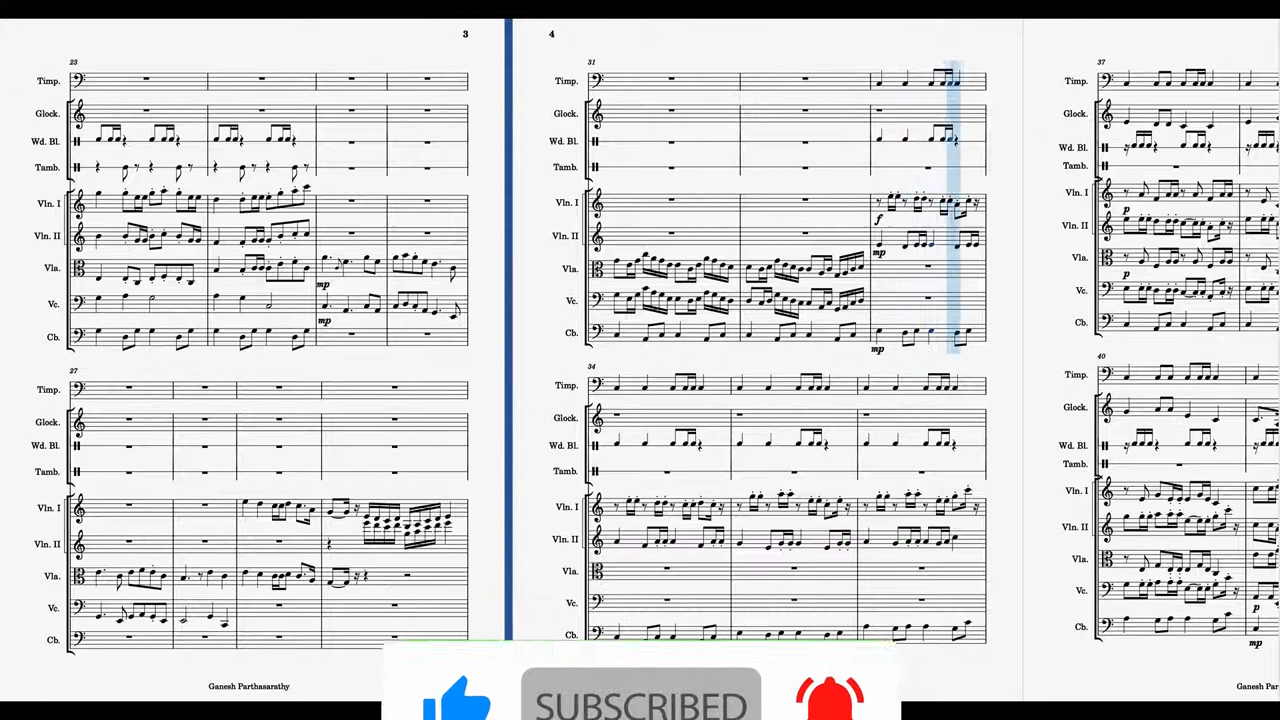 3
23
Timp.
Glock.
Wd. Bl.
Tamb.
Vln. I
Vln. II
Vla.
mp
Vc.
mp
Cb.
27
Timp.
Glock.
Wd. Bl.
Tamb.
Vln. I
Vln. II
Vla.
Vc.
Cb.
Ganesh Parthasarathy
4
31
Timp.
Glock.
Wd. Bl.
Tamb.
Vln. I
f
Vln. II
mp
Vla.
Vc.
Cb.
mp
34
Timp.
Glock.
Wd. Bl.
Tamb.
Vln. I
Vln. II
Vla.
Vc.
Cb.
37
Timp.
Glock.
Wd. Bl.
Tamb.
Vln. I
p
Vln. II
Vla.
p
Vc.
Cb.
40
Timp.
Glock.
Wd. Bl.
Tamb.
Vln. I
Vln. II
Vla.
Vc.
p
Cb.
mp
Ganesh Par
SUBSCRIBED